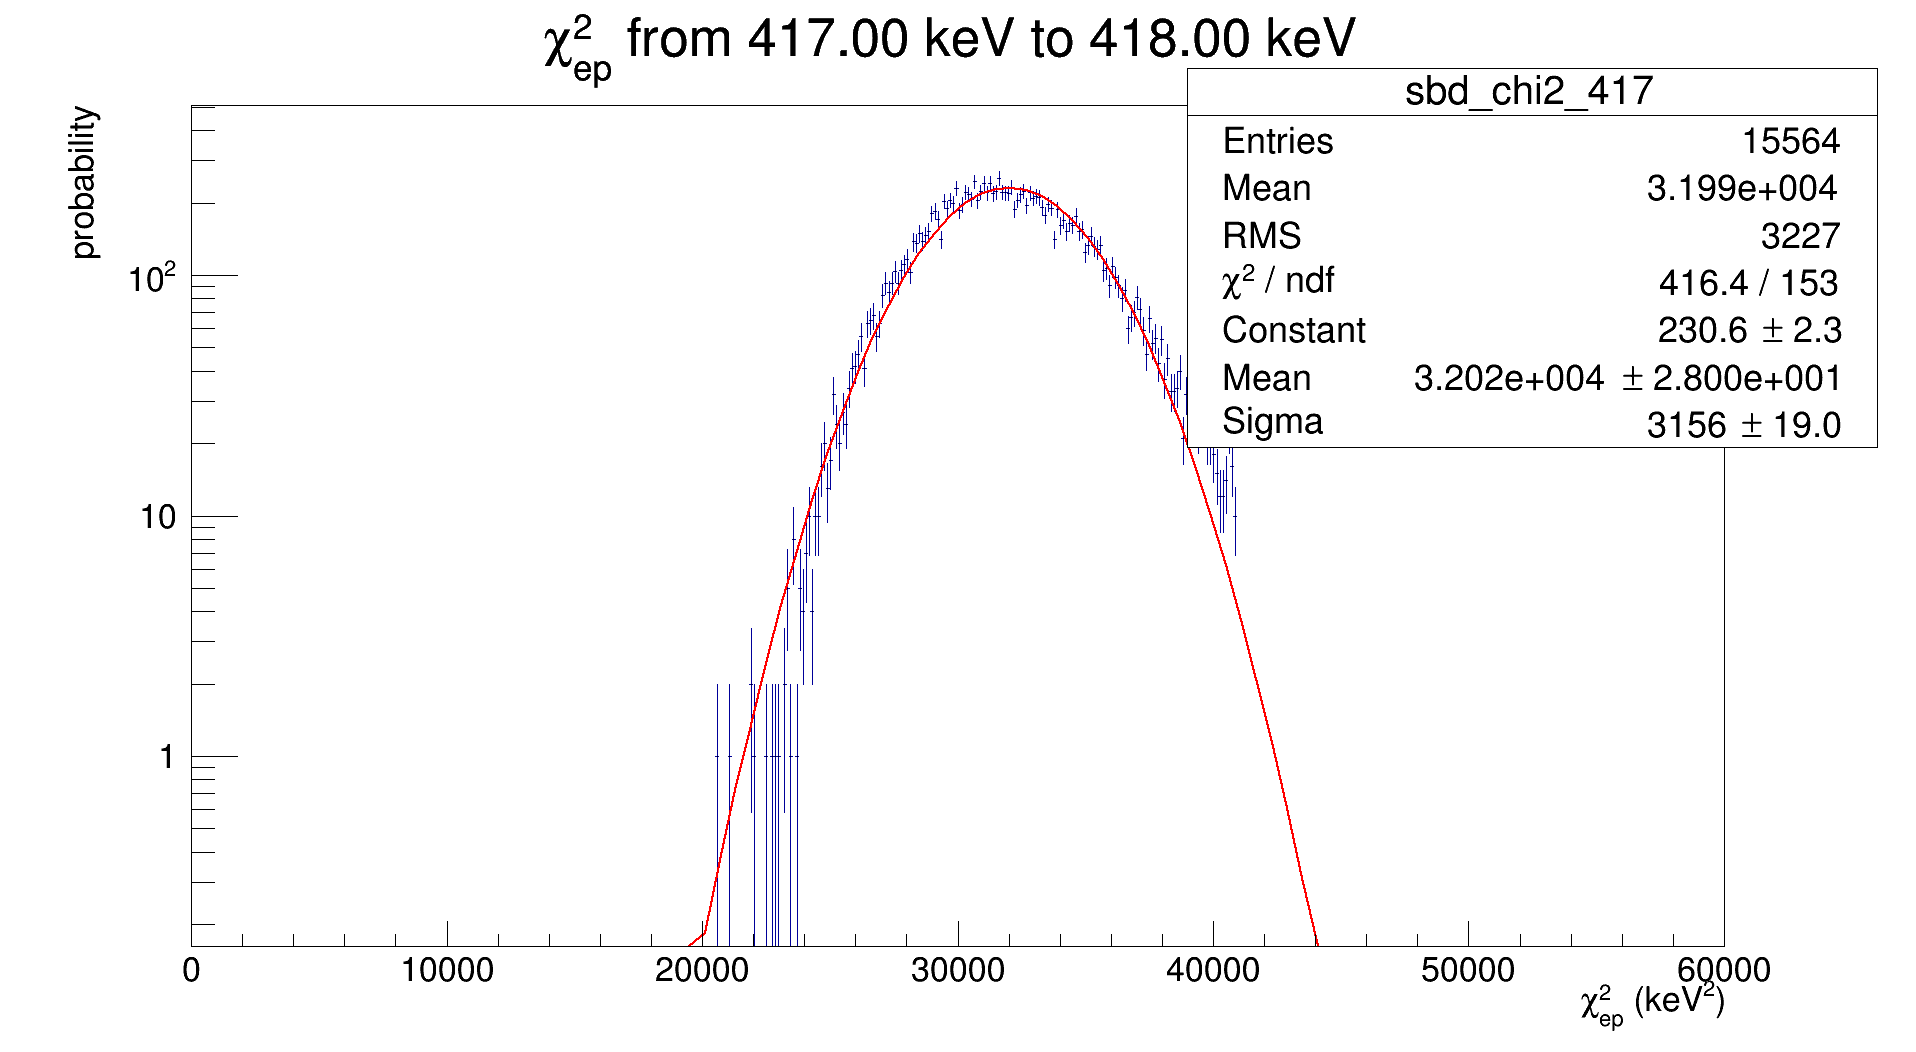 χ²ep from 417.00 keV to 418.00 keV
sbd_chi2_417
Entries 15564
Mean 3.199e+004
RMS 3227
χ² / ndf 416.4 / 153
Constant 230.6 ± 2.3
Mean 3.202e+004 ± 2.800e+001
Sigma 3156 ± 19.0
probability
10²
10
1
0 10000 20000 30000 40000 50000 60000
χ²ep (keV²)